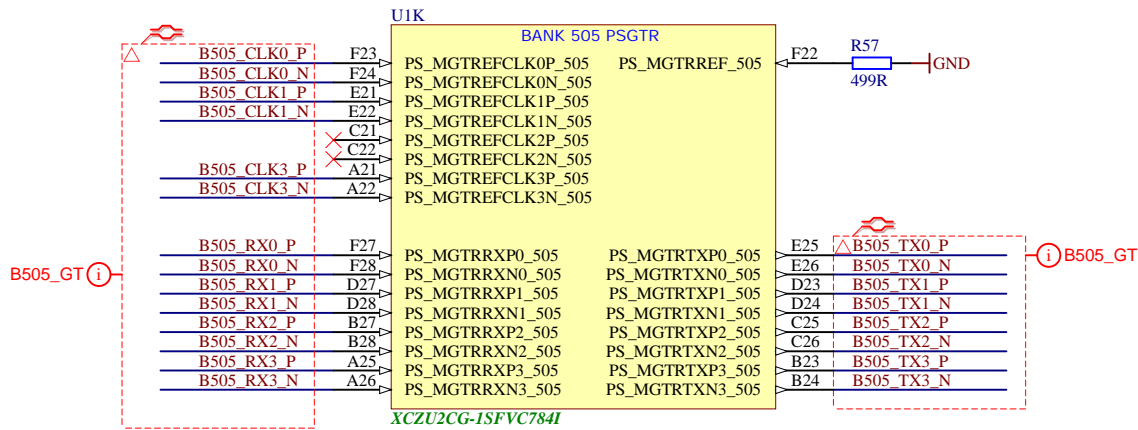 U1K
BANK 505 PSGTR
B505_CLK0_P F23 PS_MGTREFCLK0P_505 PS_MGTRREF_505 F22 R57 499R GND
B505_CLK0_N F24 PS_MGTREFCLK0N_505
B505_CLK1_P E21 PS_MGTREFCLK1P_505
B505_CLK1_N E22 PS_MGTREFCLK1N_505
C21 PS_MGTREFCLK2P_505
C22 PS_MGTREFCLK2N_505
B505_CLK3_P A21 PS_MGTREFCLK3P_505
B505_CLK3_N A22 PS_MGTREFCLK3N_505
B505_RX0_P F27 PS_MGTRRXP0_505 PS_MGTRTXP0_505 E25 B505_TX0_P
B505_GT i B505_RX0_N F28 PS_MGTRRXN0_505 PS_MGTRTXN0_505 E26 B505_TX0_N i B505_GT
B505_RX1_P D27 PS_MGTRRXP1_505 PS_MGTRTXP1_505 D23 B505_TX1_P
B505_RX1_N D28 PS_MGTRRXN1_505 PS_MGTRTXN1_505 D24 B505_TX1_N
B505_RX2_P B27 PS_MGTRRXP2_505 PS_MGTRTXP2_505 C25 B505_TX2_P
B505_RX2_N B28 PS_MGTRRXN2_505 PS_MGTRTXN2_505 C26 B505_TX2_N
B505_RX3_P A25 PS_MGTRRXP3_505 PS_MGTRTXP3_505 B23 B505_TX3_P
B505_RX3_N A26 PS_MGTRRXN3_505 PS_MGTRTXN3_505 B24 B505_TX3_N
XCZU2CG-1SFVC784I